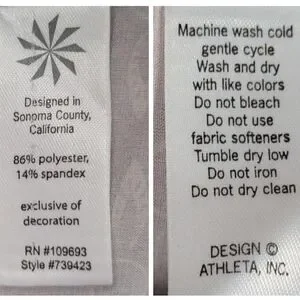 Designed in
Sonoma County,
California
86% polyester,
14% spandex
exclusive of
decoration
RN #109693
Style #739423
Machine wash cold
gentle cycle
Wash and dry
with like colors
Do not bleach
Do not use
fabric softeners
Tumble dry low
Do not iron
Do not dry clean
DESIGN ©
ATHLETA, INC.